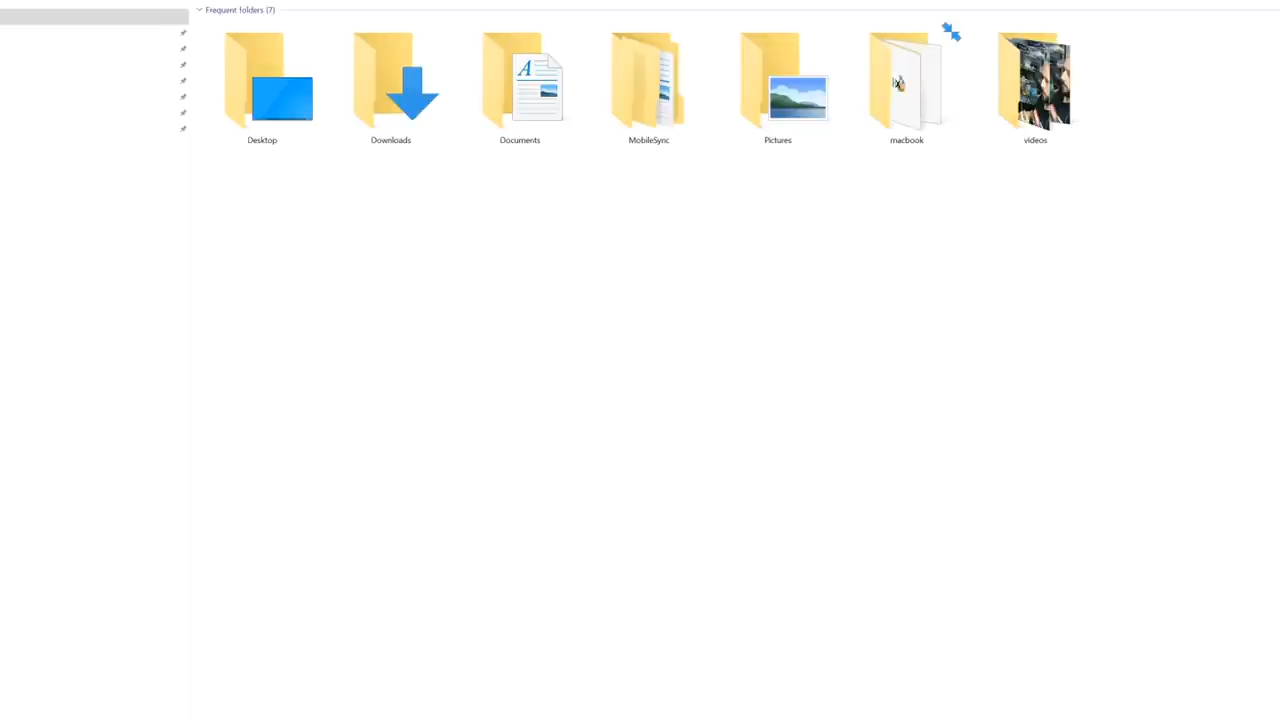 Frequent folders (7)
Desktop
Downloads
Documents
MobileSync
Pictures
macbook
videos